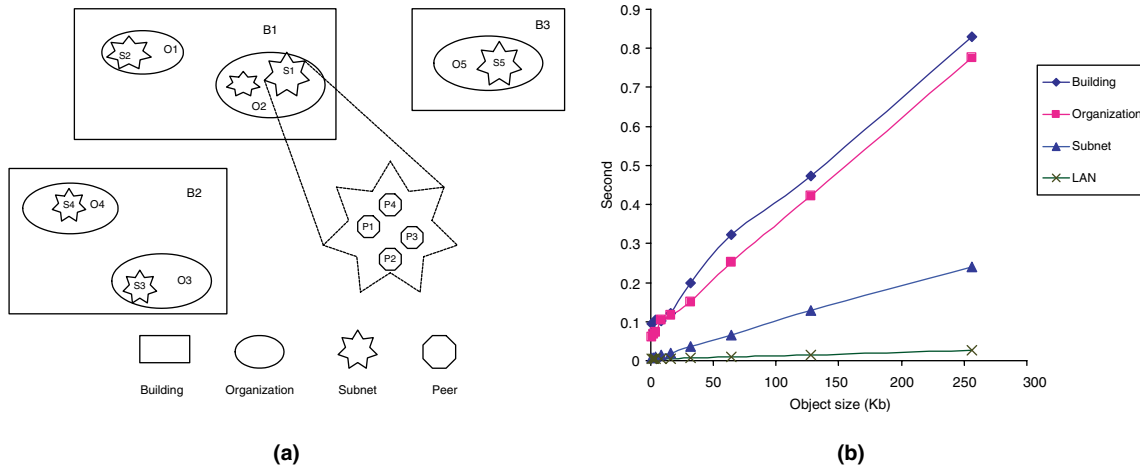 B1
O1
S2
S1
O2
B3
O5
S5
B2
S4
O4
S3
O3
P4
P1
P3
P2
Building
Organization
Subnet
Peer
(a)
0.9
0.8
0.7
0.6
0.5
0.4
0.3
0.2
0.1
0
Second
0
50
100
150
200
250
300
Object size (Kb)
Building
Organization
Subnet
LAN
(b)